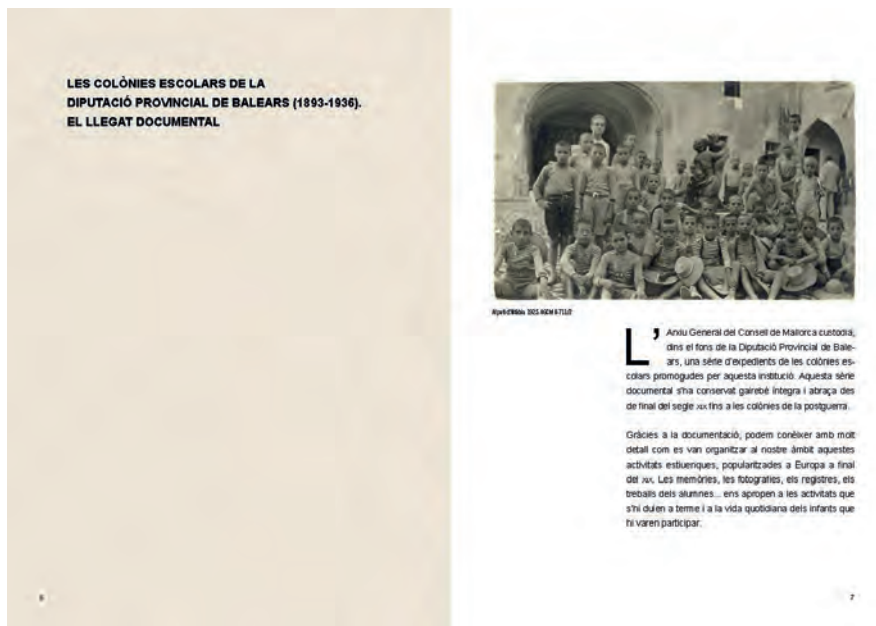 LES COLÒNIES ESCOLARS DE LA
DIPUTACIÓ PROVINCIAL DE BALEARS (1893-1936).
EL LLEGAT DOCUMENTAL
L’Arxiu General del Consell de Mallorca custodia,
dins el fons de la Diputació Provincial de Bale-
ars, una sèrie d'expedients de les colònies es-
colars promogudes per aquesta institució. Aquesta sèrie
documental s'ha conservat gairebé íntegra i abraça des
de final del segle XIX fins a les colònies de la postguerra.
Gràcies a la documentació, podem conèixer amb molt
detall com es van organitzar al nostre àmbit aquestes
activitats estiuenques, popularitzades a Europa a final
del XIX. Les memòries, les fotografies, els registres, els
treballs dels alumnes... ens apropen a les activitats que
s'hi duien a terme i a la vida quotidiana dels infants que
hi varen participar.
6
7